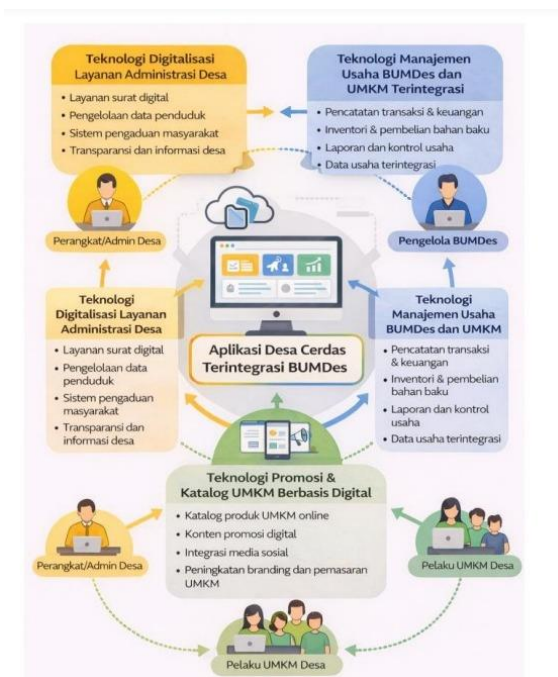 Teknologi Digitalisasi
Layanan Administrasi Desa
• Layanan surat digital
• Pengelolaan data penduduk
• Sistem pengaduan masyarakat
• Transparansi dan informasi desa
Teknologi Manajemen
Usaha BUMDes dan
UMKM Terintegrasi
• Pencatatan transaksi & keuangan
• Inventori & pembelian bahan baku
• Laporan dan kontrol usaha
• Data usaha terintegrasi
Perangkat/Admin Desa
Pengelola BUMDes
Teknologi
Digitalisasi Layanan
Administrasi Desa
• Layanan surat digital
• Pengelolaan data
penduduk
• Sistem pengaduan
masyarakat
• Transparansi dan
informasi desa
Aplikasi Desa Cerdas
Terintegrasi BUMDes
Teknologi
Manajemen Usaha
BUMDes dan UMKM
• Pencatatan transaksi
& keuangan
• Inventori & pembelian
bahan baku
• Laporan dan kontrol
usaha
• Data usaha terintegrasi
Teknologi Promosi &
Katalog UMKM Berbasis Digital
• Katalog produk UMKM online
• Konten promosi digital
• Integrasi media sosial
• Peningkatan branding dan pemasaran
UMKM
Perangkat/Admin Desa
Pelaku UMKM Desa
Pelaku UMKM Desa